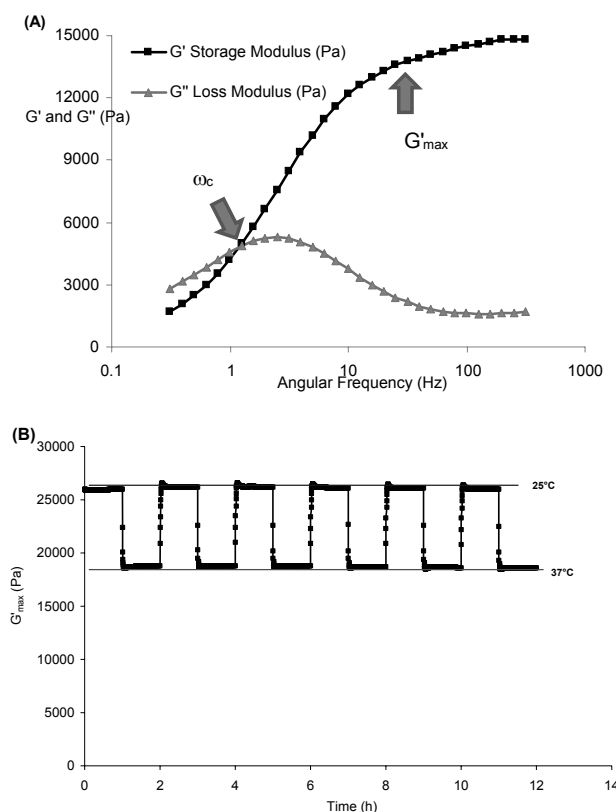 (A)
15000
G' Storage Modulus (Pa)
12000
G'' Loss Modulus (Pa)
G' and G'' (Pa)
9000
G'max
ωc
6000
3000
0
0.1 1 10 100 1000
Angular Frequency (Hz)
(B)
30000
25°C
25000
20000
37°C
G'max (Pa)
15000
10000
5000
0
0 2 4 6 8 10 12 14
Time (h)